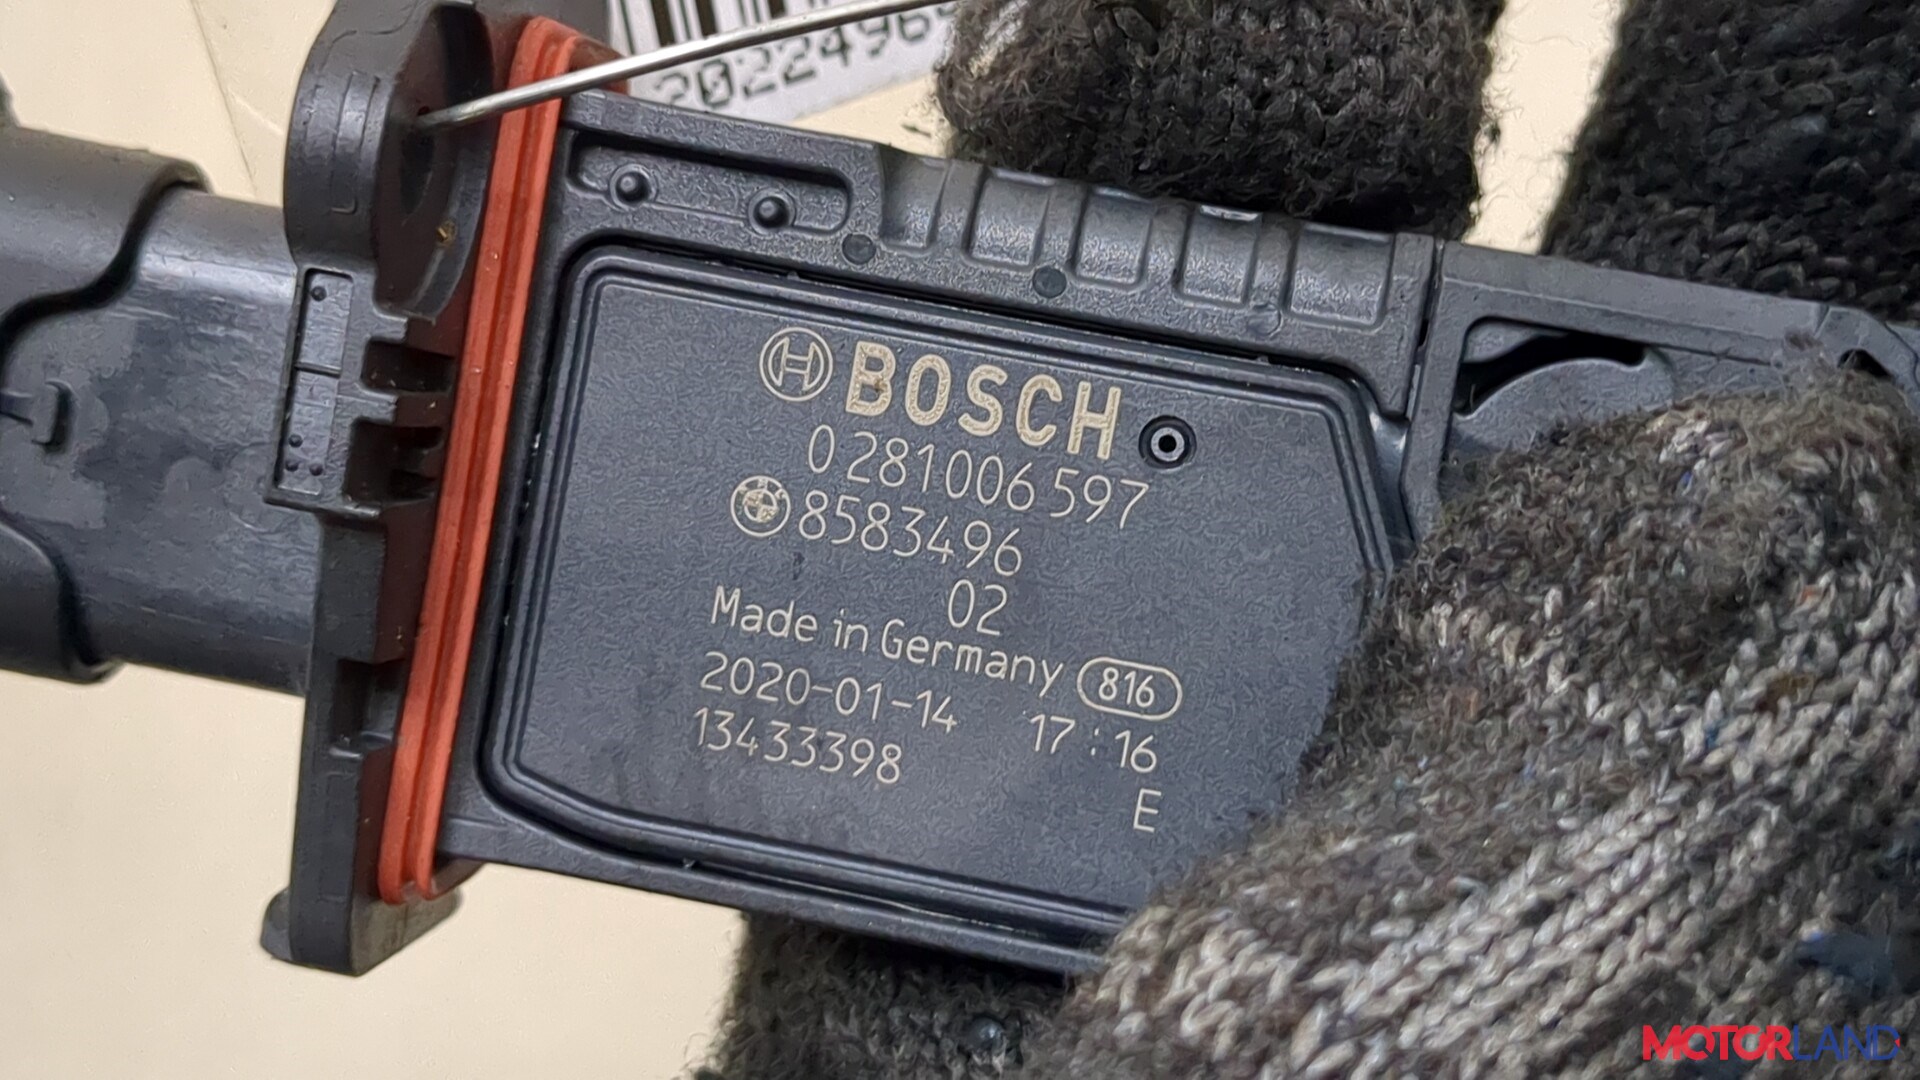 BOSCH
0 281 006 597
8583496
02
Made in Germany 816
2020-01-14 17:16
13433398
E
MOTORLAND